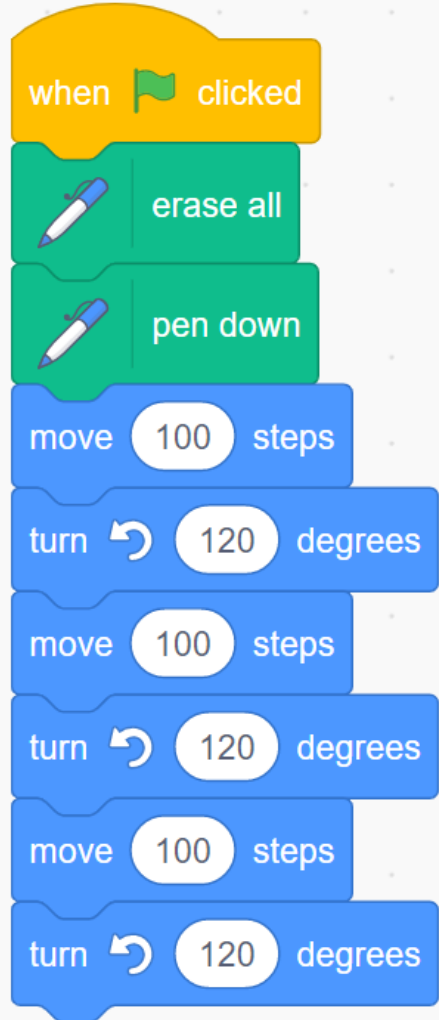 when clicked
erase all
pen down
move 100 steps
turn 120 degrees
move 100 steps
turn 120 degrees
move 100 steps
turn 120 degrees